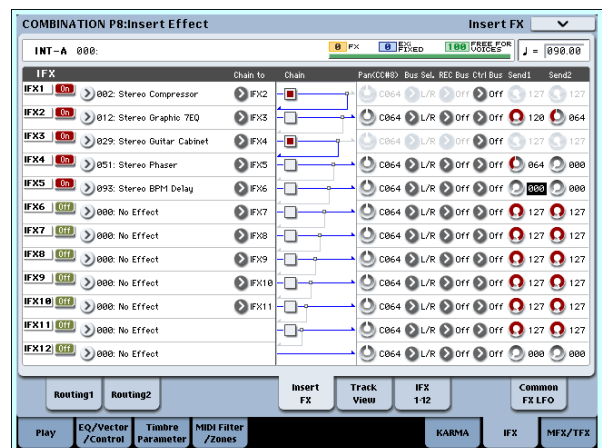 COMBINATION P8:Insert Effect Insert FX
INT-A 000: 0 FX 0 EXi FIXED 100 FREE FOR VOICES ♩ = 090.00
IFX Chain to Chain Pan(CC#8) Bus Sel. REC Bus Ctrl Bus Send1 Send2
IFX1 On 002: Stereo Compressor IFX2 C064 L/R Off Off 127 127
IFX2 On 012: Stereo Graphic 7EQ IFX3 C064 L/R Off Off 120 064
IFX3 On 029: Stereo Guitar Cabinet IFX4 C064 L/R Off Off 127 127
IFX4 On 051: Stereo Phaser IFX5 C064 L/R Off Off 064 000
IFX5 On 093: Stereo BPM Delay IFX6 C064 L/R Off Off 000 000
IFX6 Off 000: No Effect IFX7 C064 L/R Off Off 127 127
IFX7 Off 000: No Effect IFX8 C064 L/R Off Off 127 127
IFX8 Off 000: No Effect IFX9 C064 L/R Off Off 127 127
IFX9 Off 000: No Effect IFX10 C064 L/R Off Off 127 127
IFX10 Off 000: No Effect IFX11 C064 L/R Off Off 127 127
IFX11 Off 000: No Effect C064 L/R Off Off 127 127
IFX12 Off 000: No Effect C064 L/R Off Off 000 000
Routing1 Routing2 Insert FX Track View IFX 1-12 Common FX LFO
Play EQ/Vector /Control Timbre Parameter MIDI Filter /Zones KARMA IFX MFX/TFX